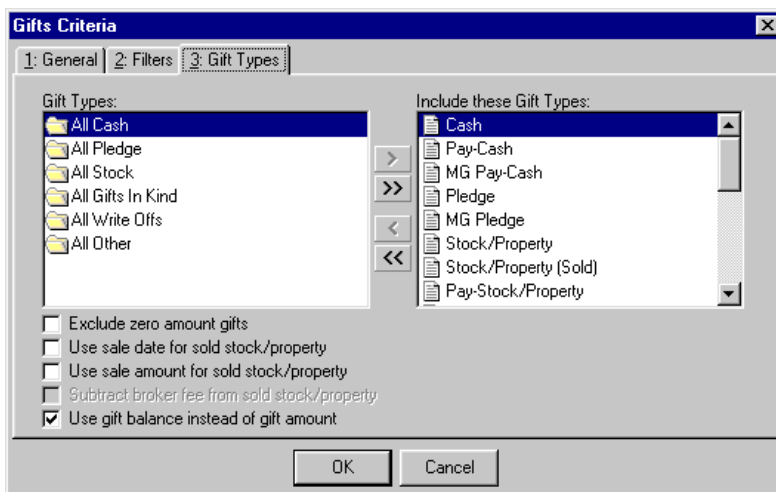 Gifts Criteria
1: General 2: Filters 3: Gift Types
Gift Types:
All Cash
All Pledge
All Stock
All Gifts In Kind
All Write Offs
All Other
>
>>
<
<<
Include these Gift Types:
Cash
Pay-Cash
MG Pay-Cash
Pledge
MG Pledge
Stock/Property
Stock/Property (Sold)
Pay-Stock/Property
Exclude zero amount gifts
Use sale date for sold stock/property
Use sale amount for sold stock/property
Subtract broker fee from sold stock/property
Use gift balance instead of gift amount
OK Cancel